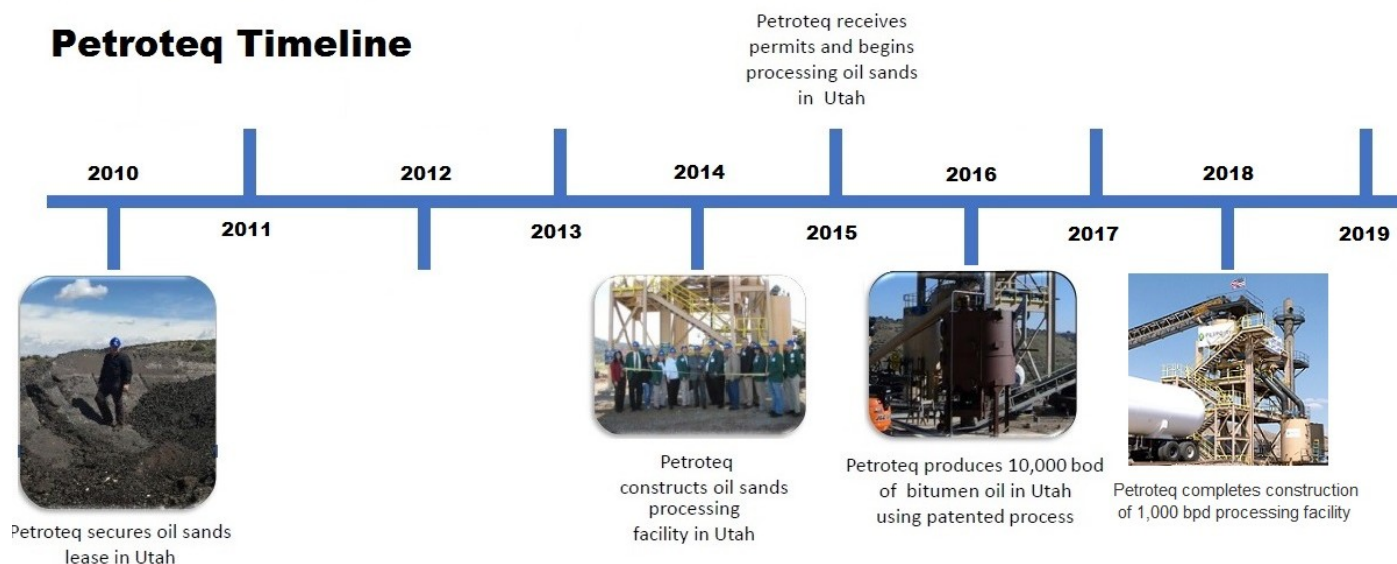 Petroteq Timeline
Petroteq receives
permits and begins
processing oil sands
in Utah
2010
2012
2014
2016
2018
2011
2013
2015
2017
2019
Petroteq secures oil sands
lease in Utah
Petroteq
constructs oil sands
processing
facility in Utah
Petroteq produces 10,000 bod
of bitumen oil in Utah
using patented process
Petroteq completes construction
of 1,000 bpd processing facility